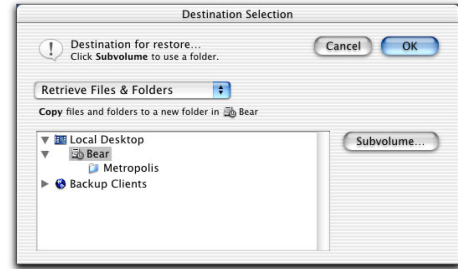 Destination Selection
Destination for restore...
Click Subvolume to use a folder.
Cancel
OK
Retrieve Files & Folders
Copy files and folders to a new folder in Bear
Local Desktop
Bear
Metropolis
Backup Clients
Subvolume...